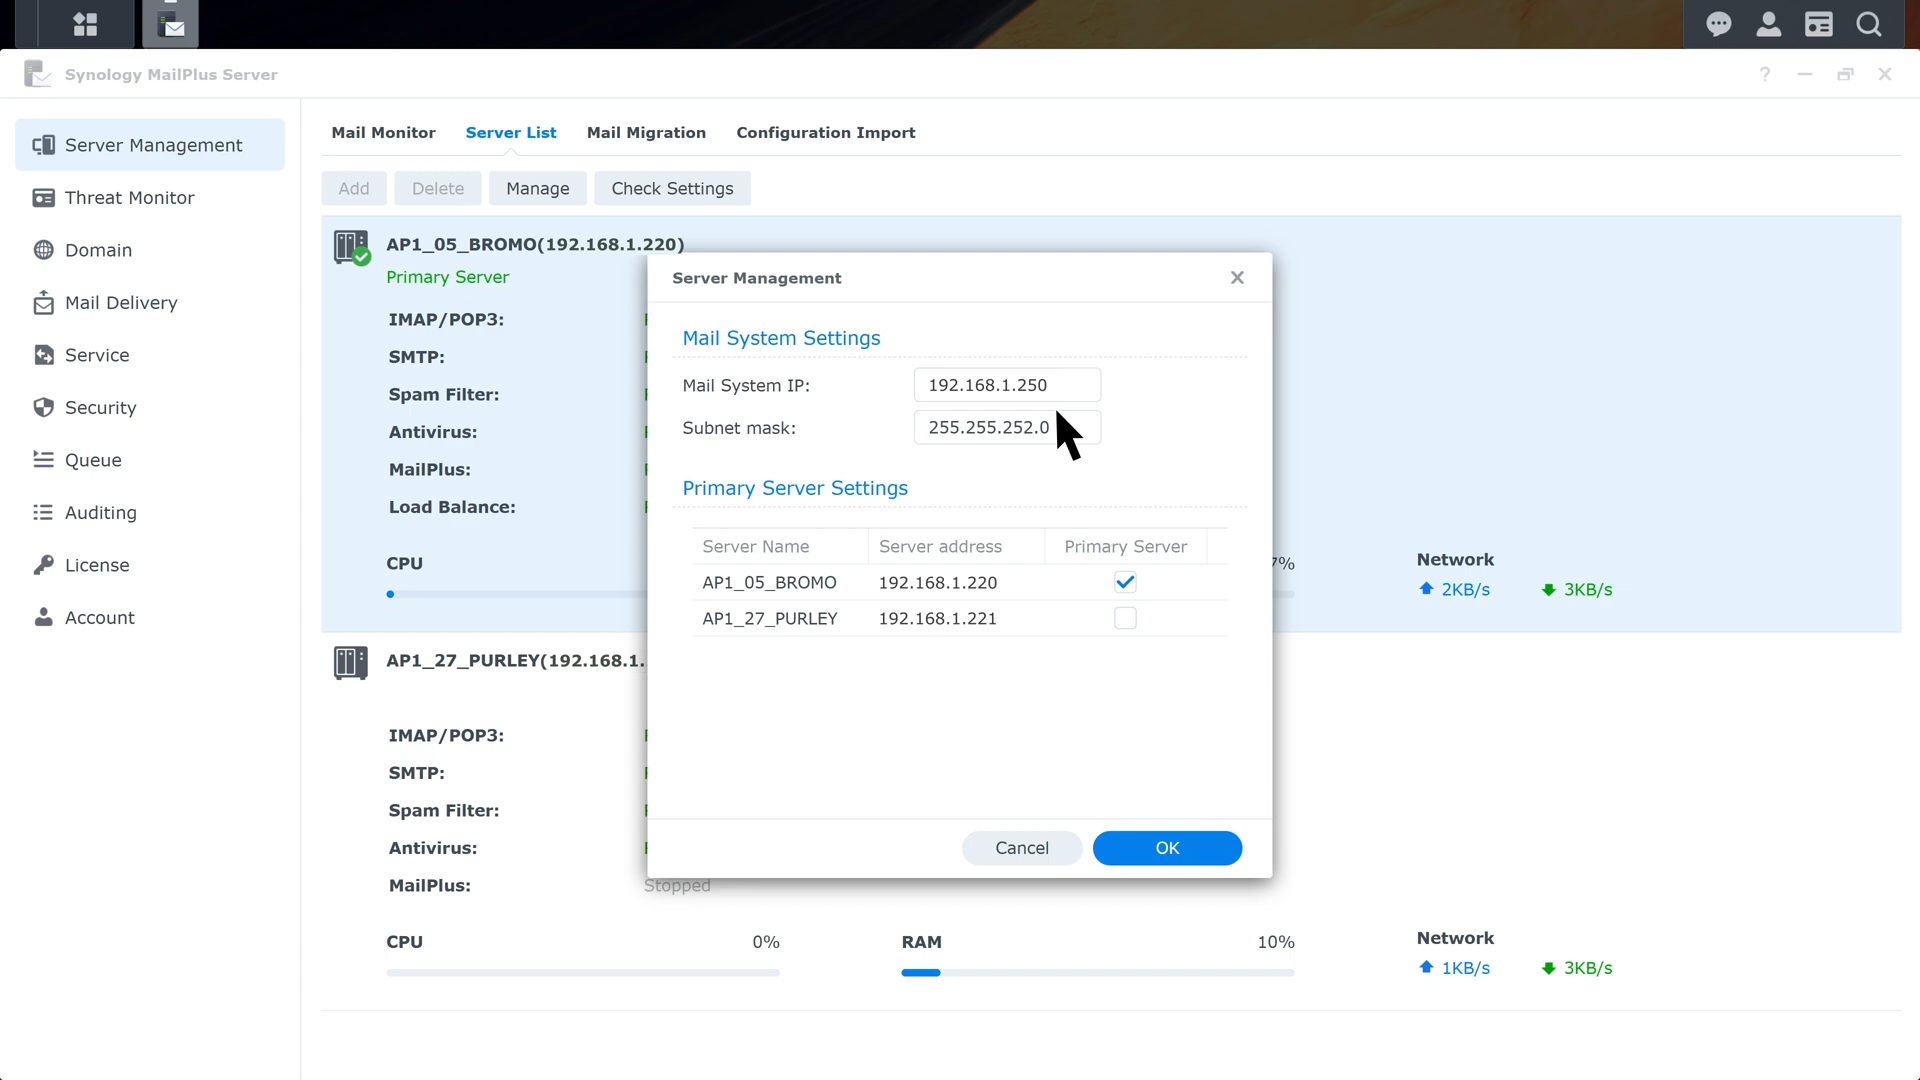 Synology MailPlus Server
?
Server Management
Threat Monitor
Domain
Mail Delivery
Service
Security
Queue
Auditing
License
Account
Mail Monitor
Server List
Mail Migration
Configuration Import
Add
Delete
Manage
Check Settings
AP1_05_BROMO(192.168.1.220)
Primary Server
IMAP/POP3:
SMTP:
Spam Filter:
Antivirus:
MailPlus:
Load Balance:
CPU
7%
Network
2KB/s
3KB/s
AP1_27_PURLEY(192.168.1.
IMAP/POP3:
SMTP:
Spam Filter:
Antivirus:
MailPlus:
Stopped
CPU
0%
RAM
10%
Network
1KB/s
3KB/s
Server Management
Mail System Settings
Mail System IP:
192.168.1.250
Subnet mask:
255.255.252.0
Primary Server Settings
Server Name
Server address
Primary Server
AP1_05_BROMO
192.168.1.220
AP1_27_PURLEY
192.168.1.221
Cancel
OK